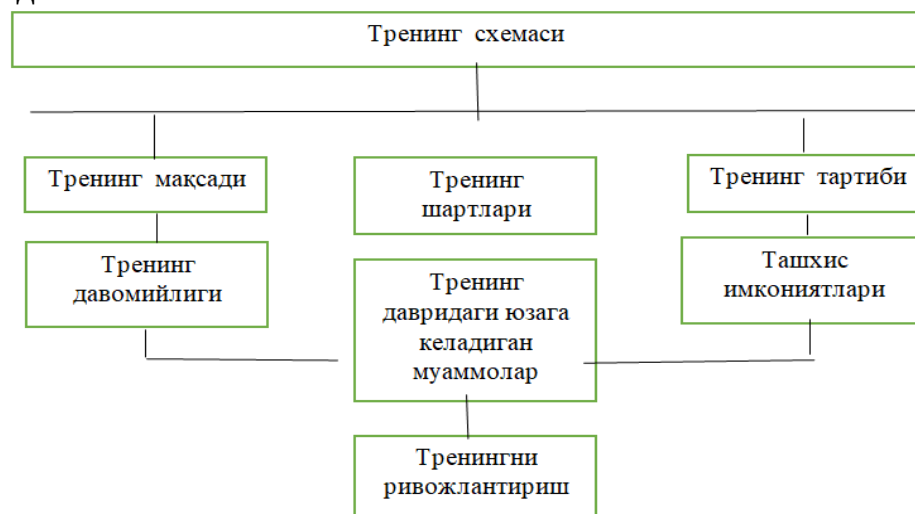 Тренинг схемаси
Тренинг мақсади
Тренинг
шартлари
Тренинг тартиби
Тренинг
давомийлиги
Тренинг
давридаги юзага
келадиган
муаммолар
Ташхис
имкониятлари
Тренингни
ривожлантириш